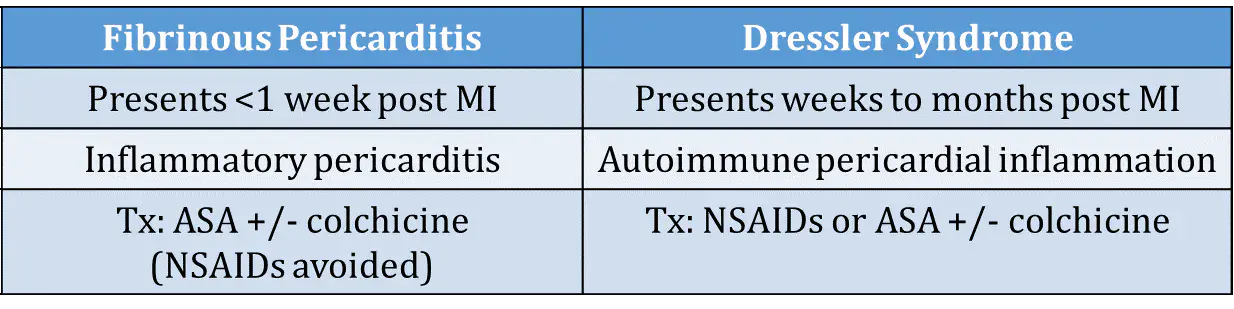 Fibrinous Pericarditis
Dressler Syndrome
Presents <1 week post MI
Presents weeks to months post MI
Inflammatory pericarditis
Autoimmune pericardial inflammation
Tx: ASA +/- colchicine
(NSAIDs avoided)
Tx: NSAIDs or ASA +/- colchicine